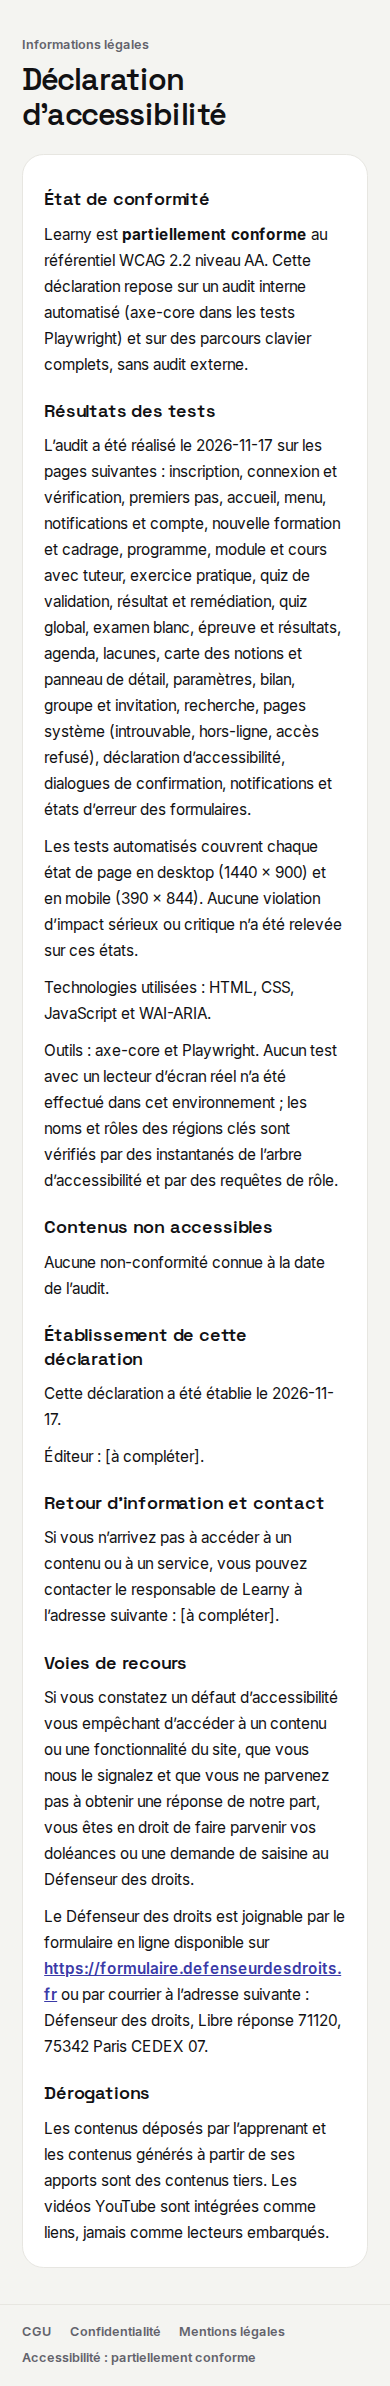 Informations légales
Déclaration
d’accessibilité
État de conformité
Learny est partiellement conforme au
référentiel WCAG 2.2 niveau AA. Cette
déclaration repose sur un audit interne
automatisé (axe-core dans les tests
Playwright) et sur des parcours clavier
complets, sans audit externe.
Résultats des tests
L’audit a été réalisé le 2026-11-17 sur les
pages suivantes : inscription, connexion et
vérification, premiers pas, accueil, menu,
notifications et compte, nouvelle formation
et cadrage, programme, module et cours
avec tuteur, exercice pratique, quiz de
validation, résultat et remédiation, quiz
global, examen blanc, épreuve et résultats,
agenda, lacunes, carte des notions et
panneau de détail, paramètres, bilan,
groupe et invitation, recherche, pages
système (introuvable, hors-ligne, accès
refusé), déclaration d’accessibilité,
dialogues de confirmation, notifications et
états d’erreur des formulaires.
Les tests automatisés couvrent chaque
état de page en desktop (1440 × 900) et
en mobile (390 × 844). Aucune violation
d’impact sérieux ou critique n’a été relevée
sur ces états.
Technologies utilisées : HTML, CSS,
JavaScript et WAI-ARIA.
Outils : axe-core et Playwright. Aucun test
avec un lecteur d’écran réel n’a été
effectué dans cet environnement ; les
noms et rôles des régions clés sont
vérifiés par des instantanés de l’arbre
d’accessibilité et par des requêtes de rôle.
Contenus non accessibles
Aucune non-conformité connue à la date
de l’audit.
Établissement de cette
déclaration
Cette déclaration a été établie le 2026-11-
17.
Éditeur : [à compléter].
Retour d’information et contact
Si vous n’arrivez pas à accéder à un
contenu ou à un service, vous pouvez
contacter le responsable de Learny à
l’adresse suivante : [à compléter].
Voies de recours
Si vous constatez un défaut d’accessibilité
vous empêchant d’accéder à un contenu
ou une fonctionnalité du site, que vous
nous le signalez et que vous ne parvenez
pas à obtenir une réponse de notre part,
vous êtes en droit de faire parvenir vos
doléances ou une demande de saisine au
Défenseur des droits.
Le Défenseur des droits est joignable par le
formulaire en ligne disponible sur
https://formulaire.defenseurdesdroits.
fr ou par courrier à l’adresse suivante :
Défenseur des droits, Libre réponse 71120,
75342 Paris CEDEX 07.
Dérogations
Les contenus déposés par l’apprenant et
les contenus générés à partir de ses
apports sont des contenus tiers. Les
vidéos YouTube sont intégrées comme
liens, jamais comme lecteurs embarqués.
CGU Confidentialité Mentions légales
Accessibilité : partiellement conforme